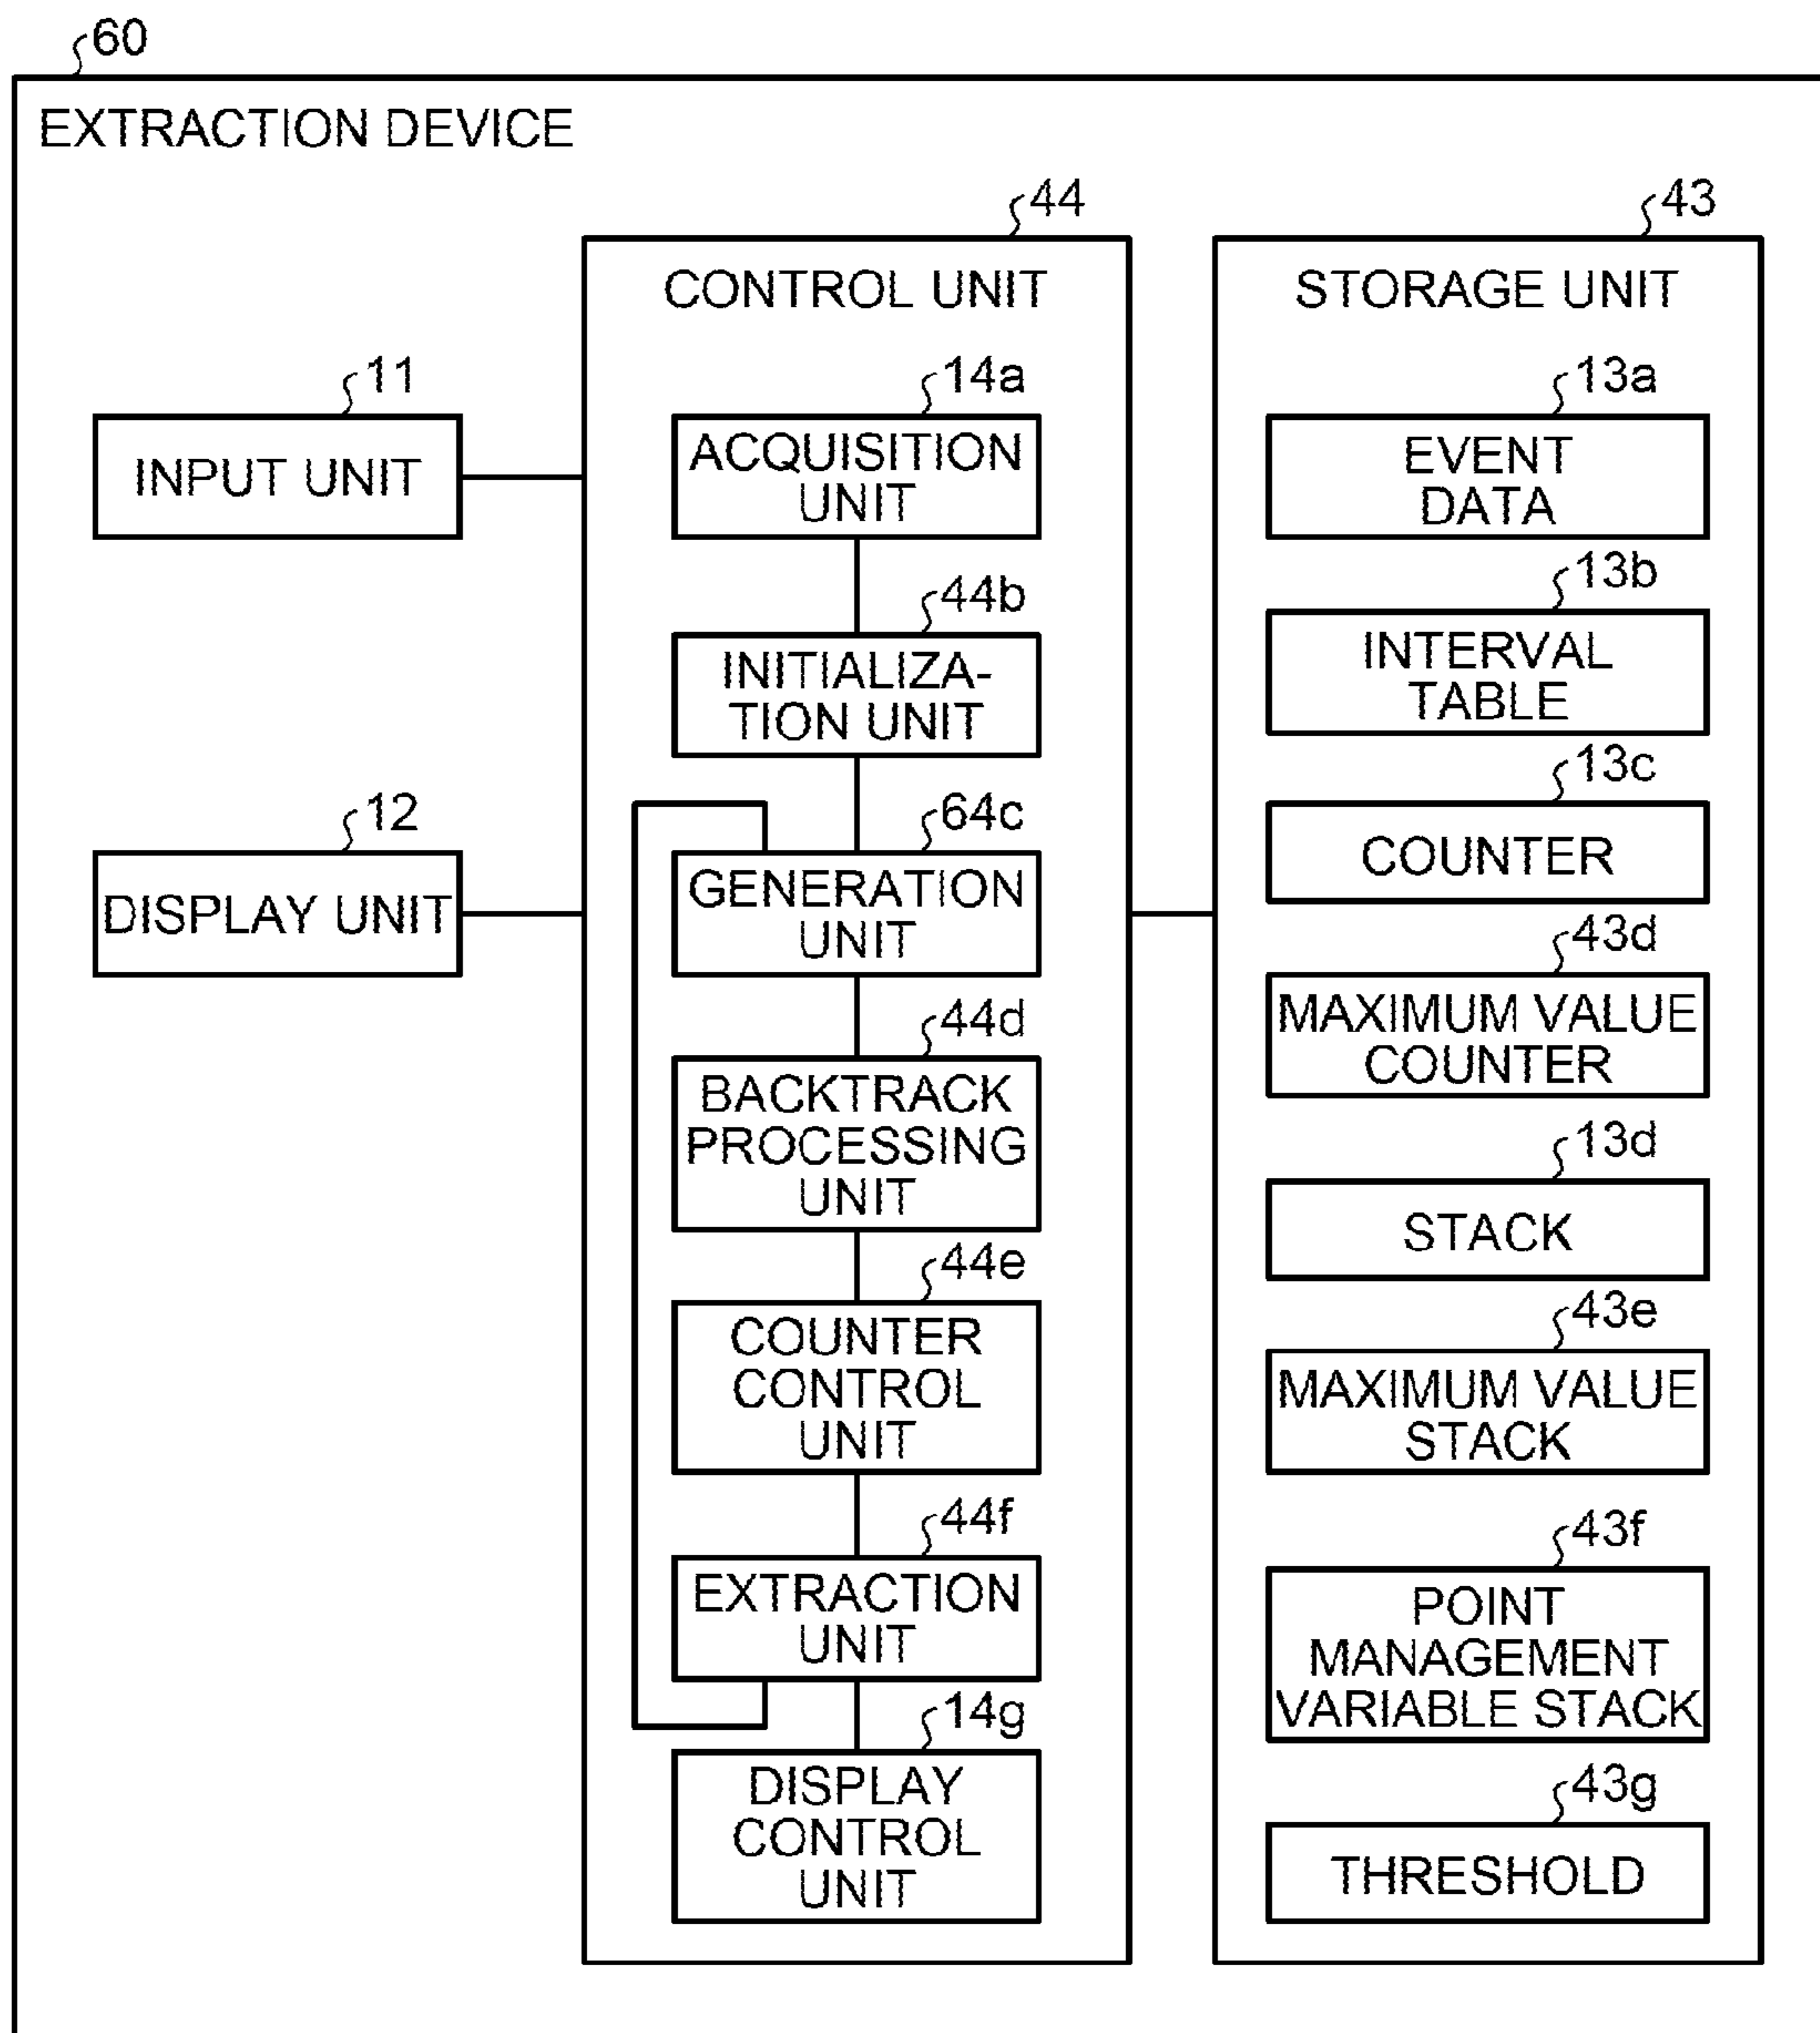 60
EXTRACTION DEVICE
11
INPUT UNIT
12
DISPLAY UNIT
44
CONTROL UNIT
14a
ACQUISITION
UNIT
44b
INITIALIZA-
TION UNIT
64c
GENERATION
UNIT
44d
BACKTRACK
PROCESSING
UNIT
44e
COUNTER
CONTROL
UNIT
44f
EXTRACTION
UNIT
14g
DISPLAY
CONTROL
UNIT
43
STORAGE UNIT
13a
EVENT
DATA
13b
INTERVAL
TABLE
13c
COUNTER
43d
MAXIMUM VALUE
COUNTER
13d
STACK
43e
MAXIMUM VALUE
STACK
43f
POINT
MANAGEMENT
VARIABLE STACK
43g
THRESHOLD